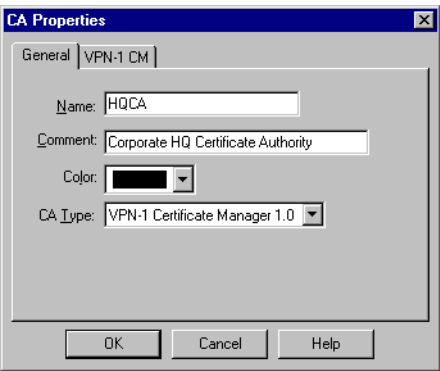 CA Properties
General VPN-1 CM
Name: HQCA
Comment: Corporate HQ Certificate Authority
Color:
CA Type: VPN-1 Certificate Manager 1.0
OK Cancel Help